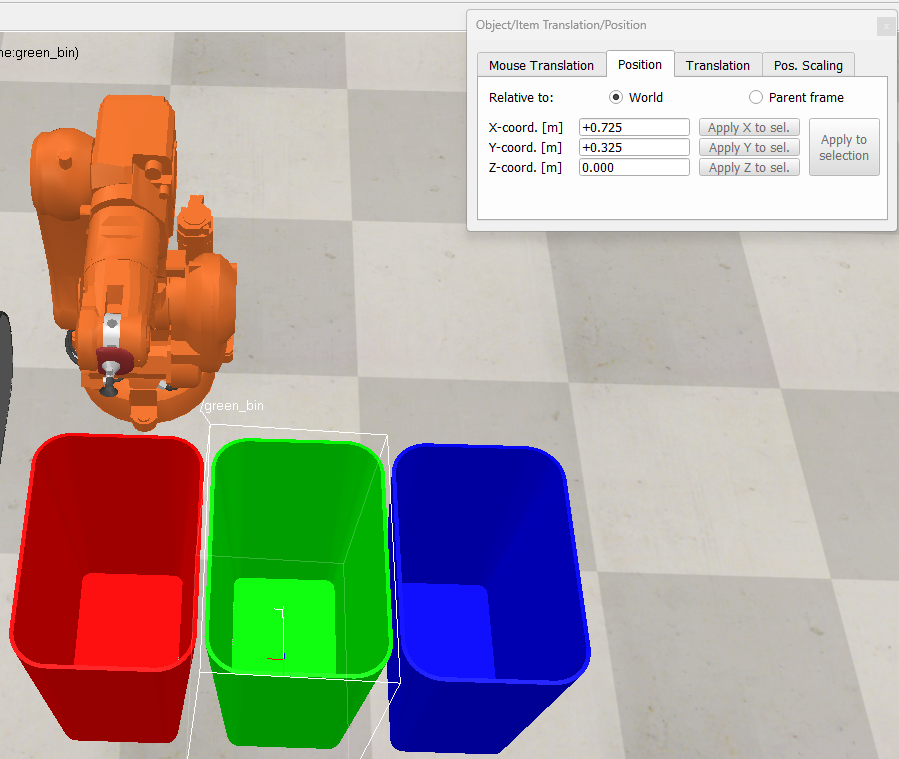 ne:green_bin)
Object/Item Translation/Position
x
Mouse Translation
Position
Translation
Pos. Scaling
Relative to:
World
Parent frame
X-coord. [m]
+0.725
Apply X to sel.
Y-coord. [m]
+0.325
Apply Y to sel.
Z-coord. [m]
0.000
Apply Z to sel.
Apply to
selection
/green_bin